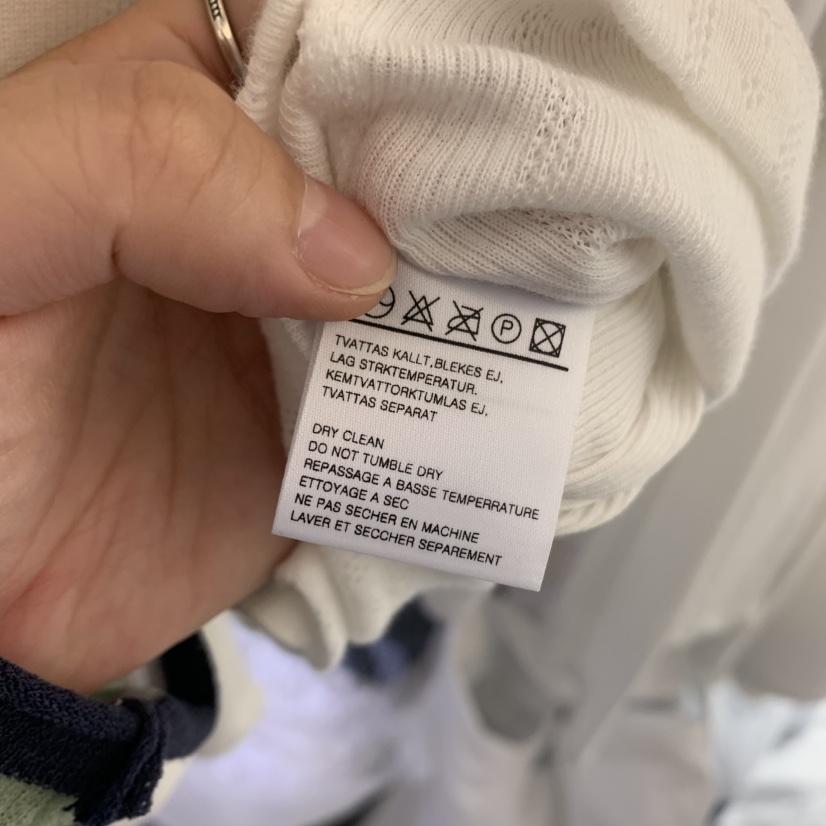 P
TVATTAS KALLT,BLEKES EJ,
LAG STRKTEMPERATUR.
KEMTVATTORKTUMLAS EJ,
TVATTAS SEPARAT
DRY CLEAN
DO NOT TUMBLE DRY
REPASSAGE A BASSE TEMPERRATURE
ETTOYAGE A SEC
NE PAS SECHER EN MACHINE
LAVER ET SECCHER SEPAREMENT